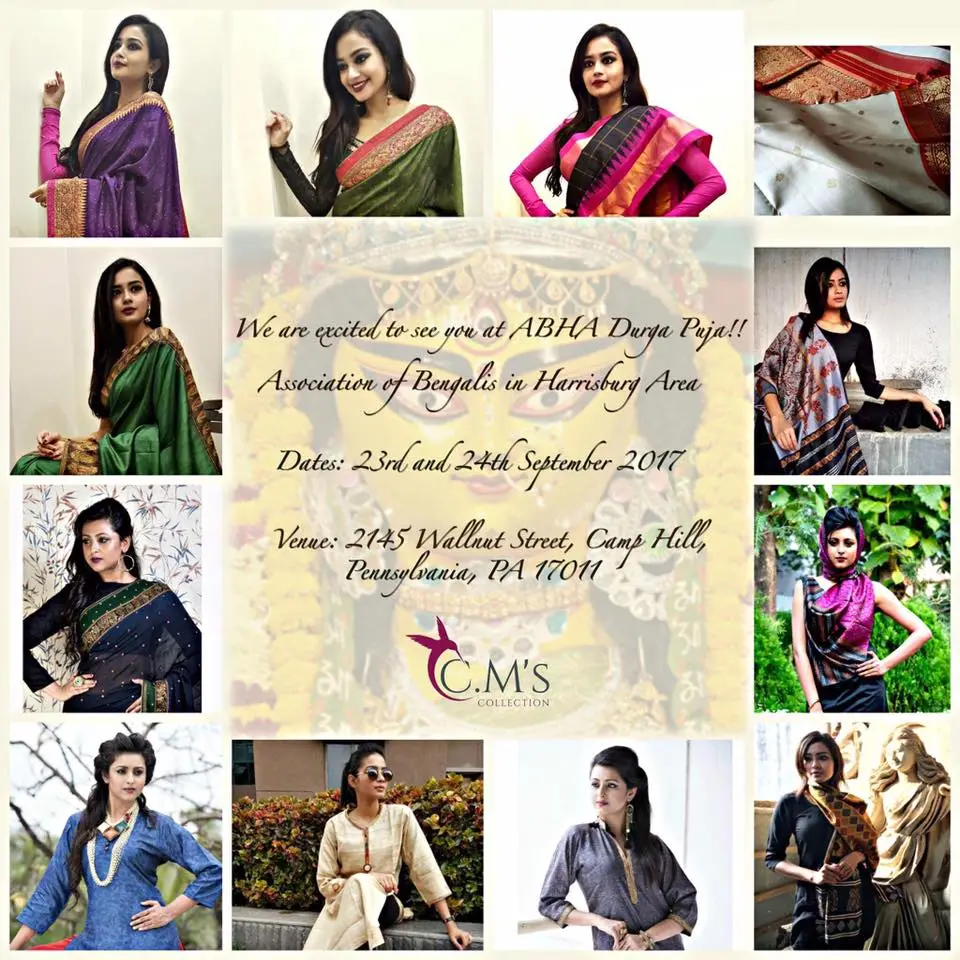 We are excited to see you at ABHA Durga Puja!!
Association of Bengalis in Harrisburg Area
Dates: 23rd and 24th September 2017
Venue: 2145 Wallnut Street, Camp Hill,
Pennsylvania, PA 17011
C.M's
COLLECTION